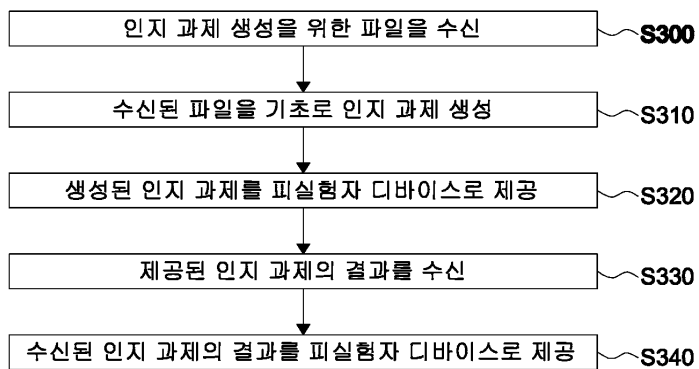 인지 과제 생성을 위한 파일을 수신 S300
수신된 파일을 기초로 인지 과제 생성 S310
생성된 인지 과제를 피실험자 디바이스로 제공 S320
제공된 인지 과제의 결과를 수신 S330
수신된 인지 과제의 결과를 피실험자 디바이스로 제공 S340